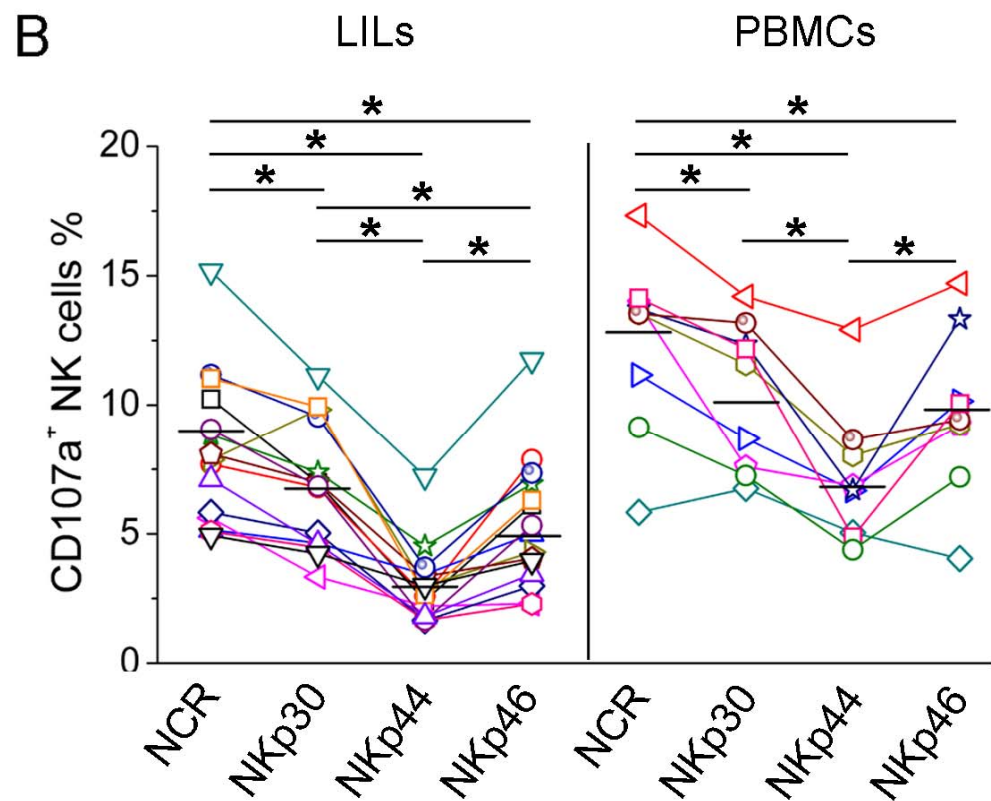 B
LILs
PBMCs
* *
* *
* *
*
* *
* *
CD107a+ NK cells %
20
15
10
5
0
NCR
NKp30
NKp44
NKp46
NCR
NKp30
NKp44
NKp46